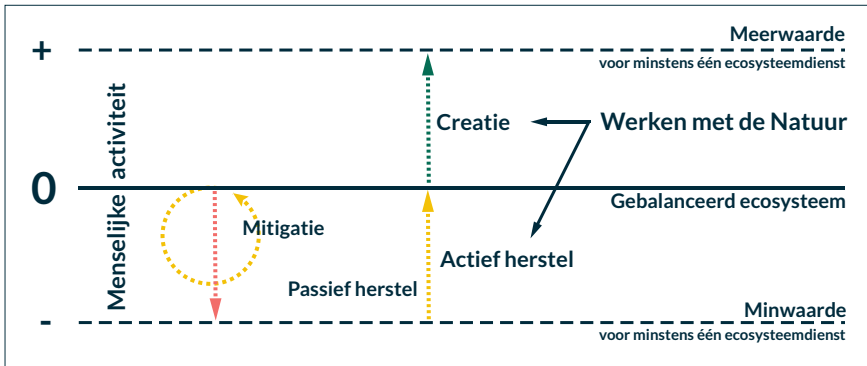 +
Meerwaarde
voor minstens één ecosysteemdienst
Menselijke activiteit
Creatie
Werken met de Natuur
0
Gebalanceerd ecosysteem
Mitigatie
Actief herstel
Passief herstel
-
Minwaarde
voor minstens één ecosysteemdienst